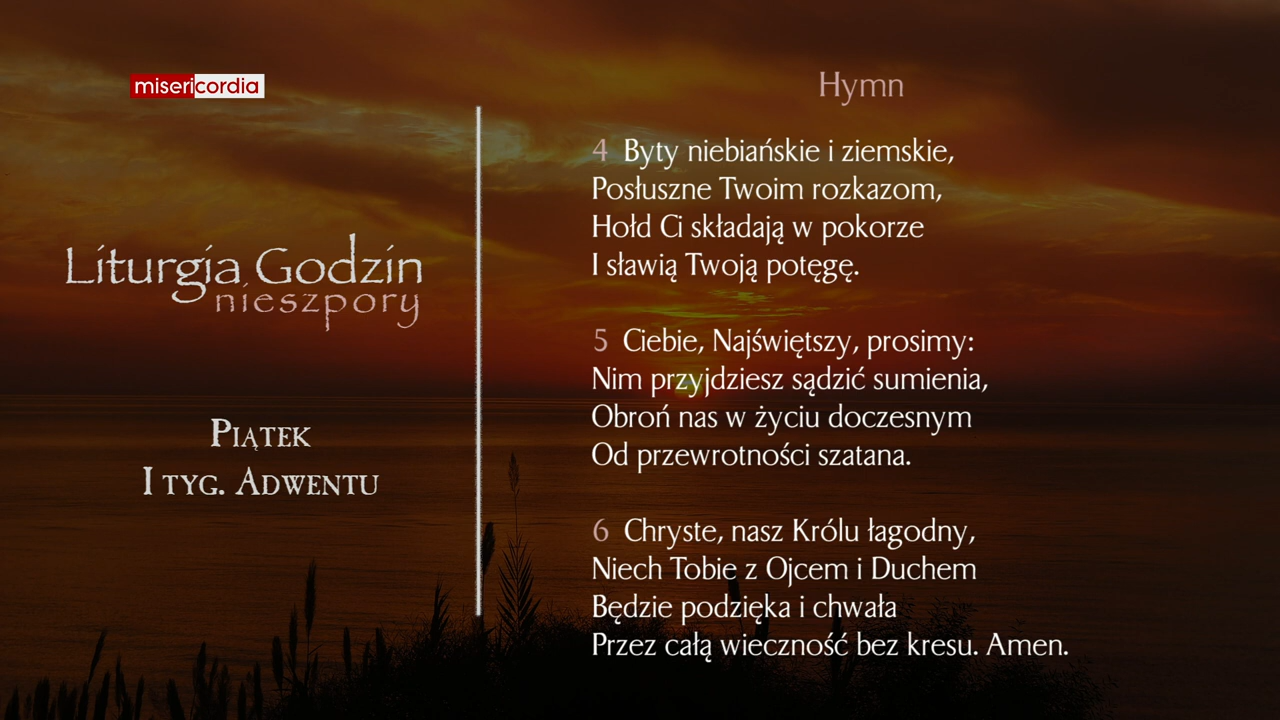 misericordia
Liturgia Godzin
nieszpory
Piątek
I tyg. Adwentu
Hymn
4 Byty niebiańskie i ziemskie,
Posłuszne Twoim rozkazom,
Hołd Ci składają w pokorze
I sławią Twoją potęgę.
5 Ciebie, Najświętszy, prosimy:
Nim przyjdziesz sądzić sumienia,
Obroń nas w życiu doczesnym
Od przewrotności szatana.
6 Chryste, nasz Królu łagodny,
Niech Tobie z Ojcem i Duchem
Będzie podzięka i chwała
Przez całą wieczność bez kresu. Amen.